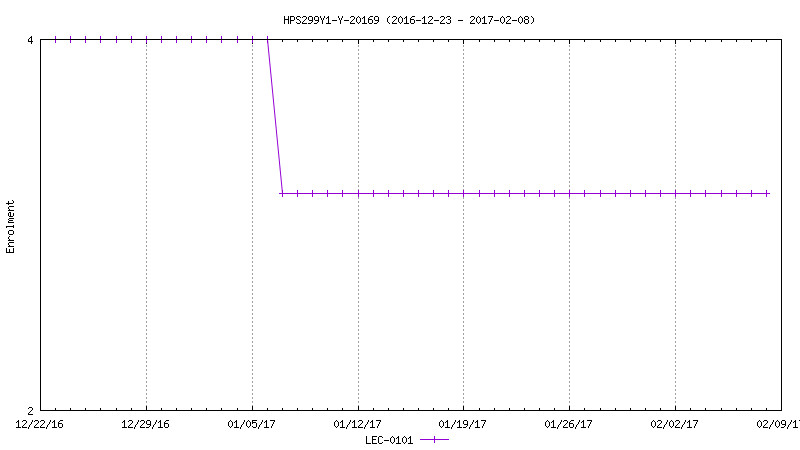 HPS299Y1-Y-20169 (2016-12-23 - 2017-02-08)
4
Enrolment
2
12/22/16 12/29/16 01/05/17 01/12/17 01/19/17 01/26/17 02/02/17 02/09/1
LEC-0101